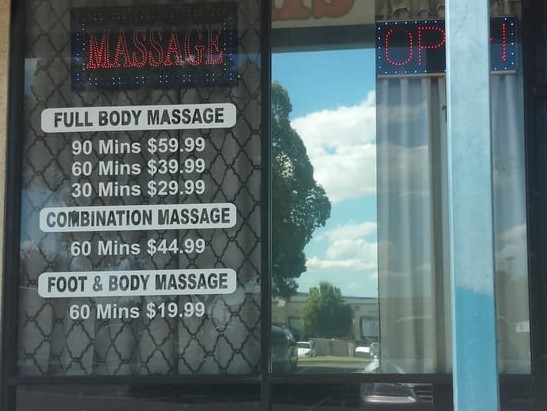 MASSAGE
OP
FULL BODY MASSAGE
90 Mins $59.99
60 Mins $39.99
30 Mins $29.99
COMBINATION MASSAGE
60 Mins $44.99
FOOT & BODY MASSAGE
60 Mins $19.99